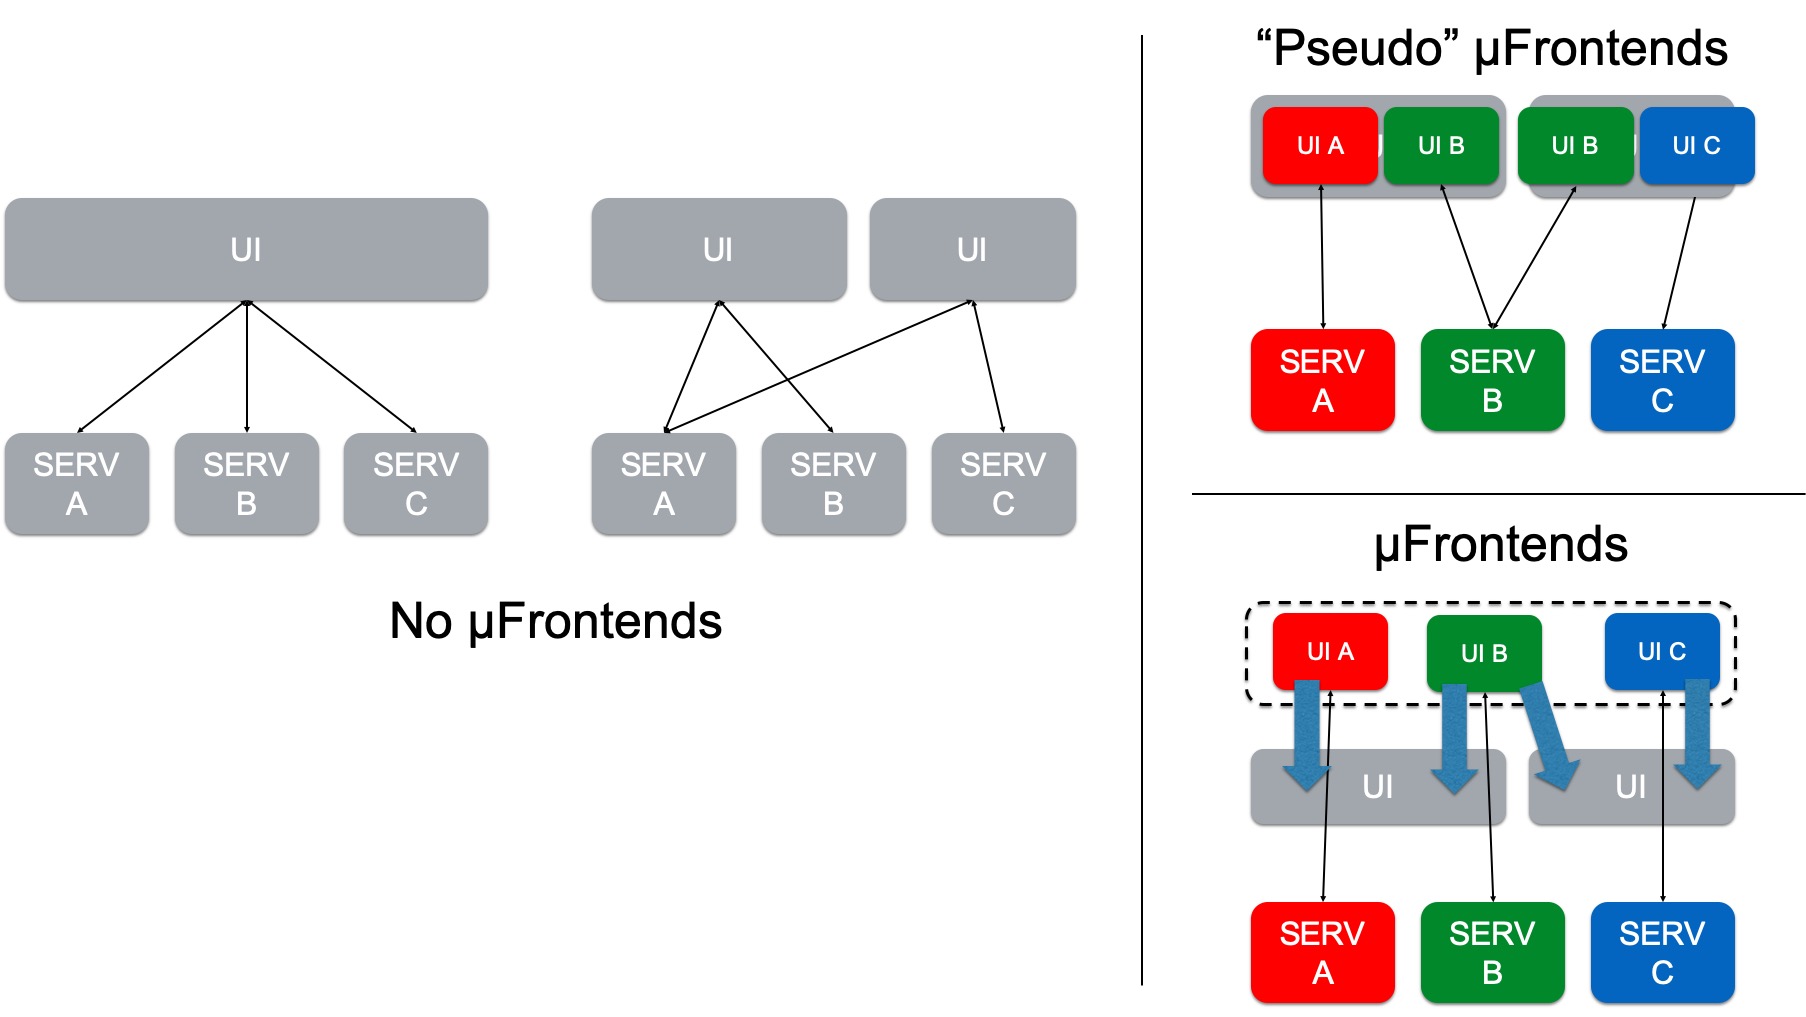 UI
SERV
A
SERV
B
SERV
C
UI
UI
SERV
A
SERV
B
SERV
C
No µFrontends
“Pseudo” µFrontends
UI A
UI B
UI B
UI C
SERV
A
SERV
B
SERV
C
µFrontends
UI A
UI B
UI C
UI
UI
SERV
A
SERV
B
SERV
C